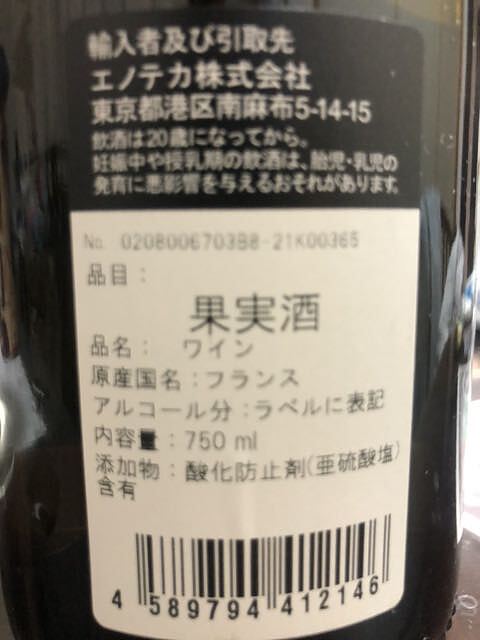 輸入者及び引取先
エノテカ株式会社
東京都港区南麻布5-14-15
飲酒は20歳になってから。
妊娠中や授乳期の飲酒は、胎児・乳児の
発育に悪影響を与えるおそれがあります。
No. 0208006703B8-21K00365
品目：
果実酒
品名： ワイン
原産国名：フランス
アルコール分：ラベルに表記
内容量：750 ml
添加物：酸化防止剤(亜硫酸塩)
含有
4 589794 412146